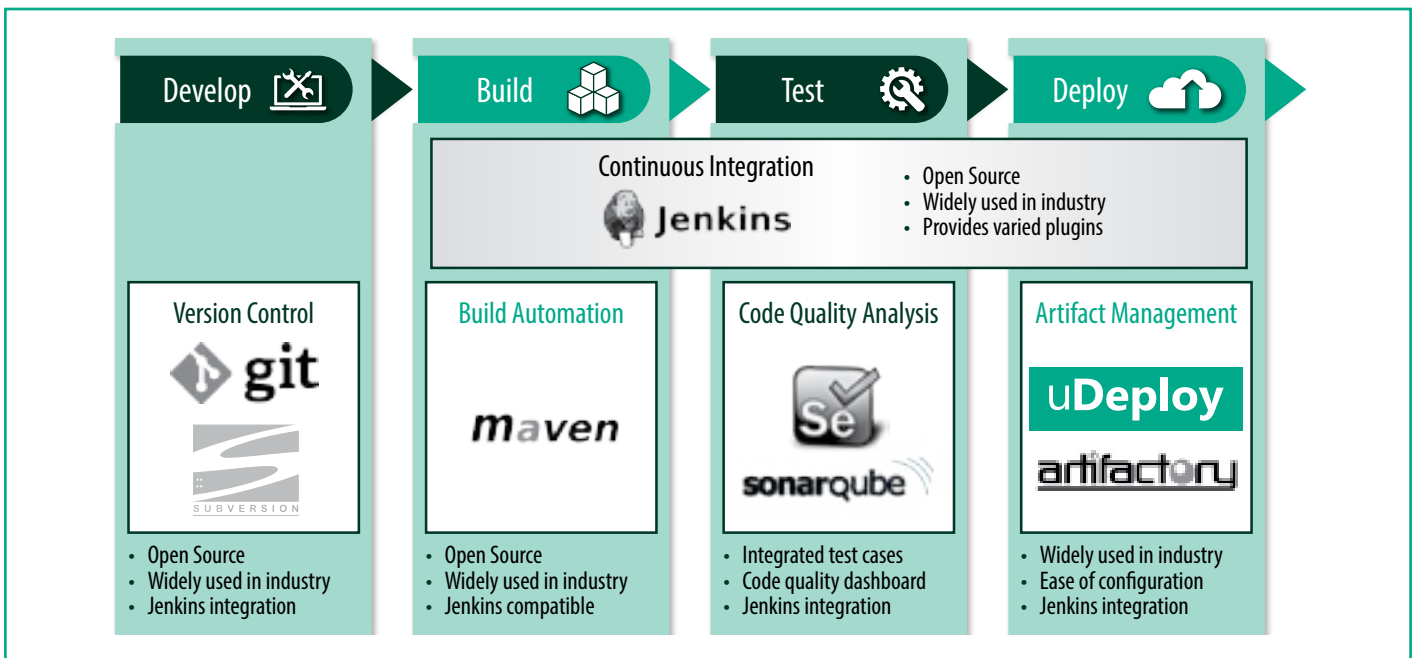 Develop
Build
Test
Deploy
Continuous Integration
Jenkins
• Open Source
• Widely used in industry
• Provides varied plugins
Version Control
git
SUBVERSION
• Open Source
• Widely used in industry
• Jenkins integration
Build Automation
maven
• Open Source
• Widely used in industry
• Jenkins compatible
Code Quality Analysis
Se
sonarqube
• Integrated test cases
• Code quality dashboard
• Jenkins integration
Artifact Management
uDeploy
artifactory
• Widely used in industry
• Ease of configuration
• Jenkins integration